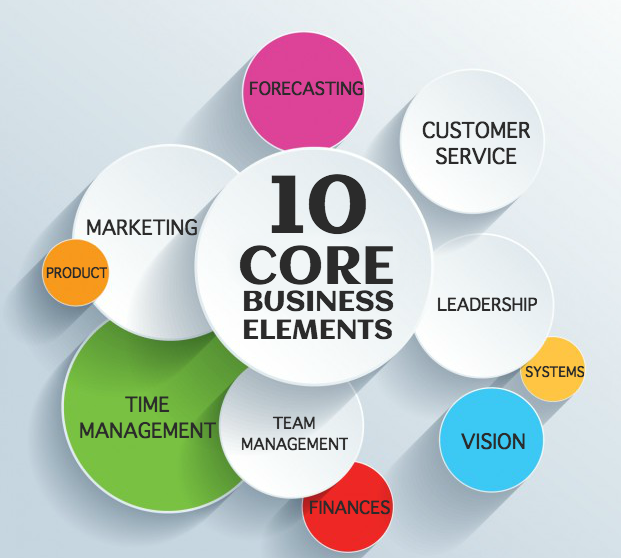 FORECASTING
CUSTOMER
SERVICE
10
CORE
BUSINESS
ELEMENTS
MARKETING
PRODUCT
LEADERSHIP
SYSTEMS
TIME
MANAGEMENT
TEAM
MANAGEMENT
VISION
FINANCES